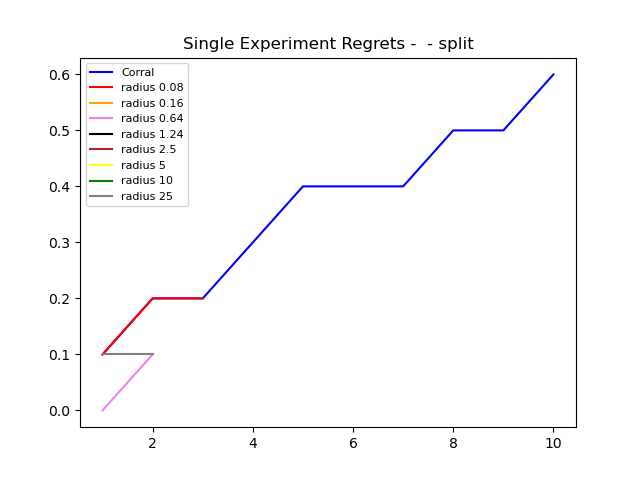 Single Experiment Regrets -  - split
Corral
radius 0.08
radius 0.16
radius 0.64
radius 1.24
radius 2.5
radius 5
radius 10
radius 25
0.6
0.5
0.4
0.3
0.2
0.1
0.0
2 4 6 8 10